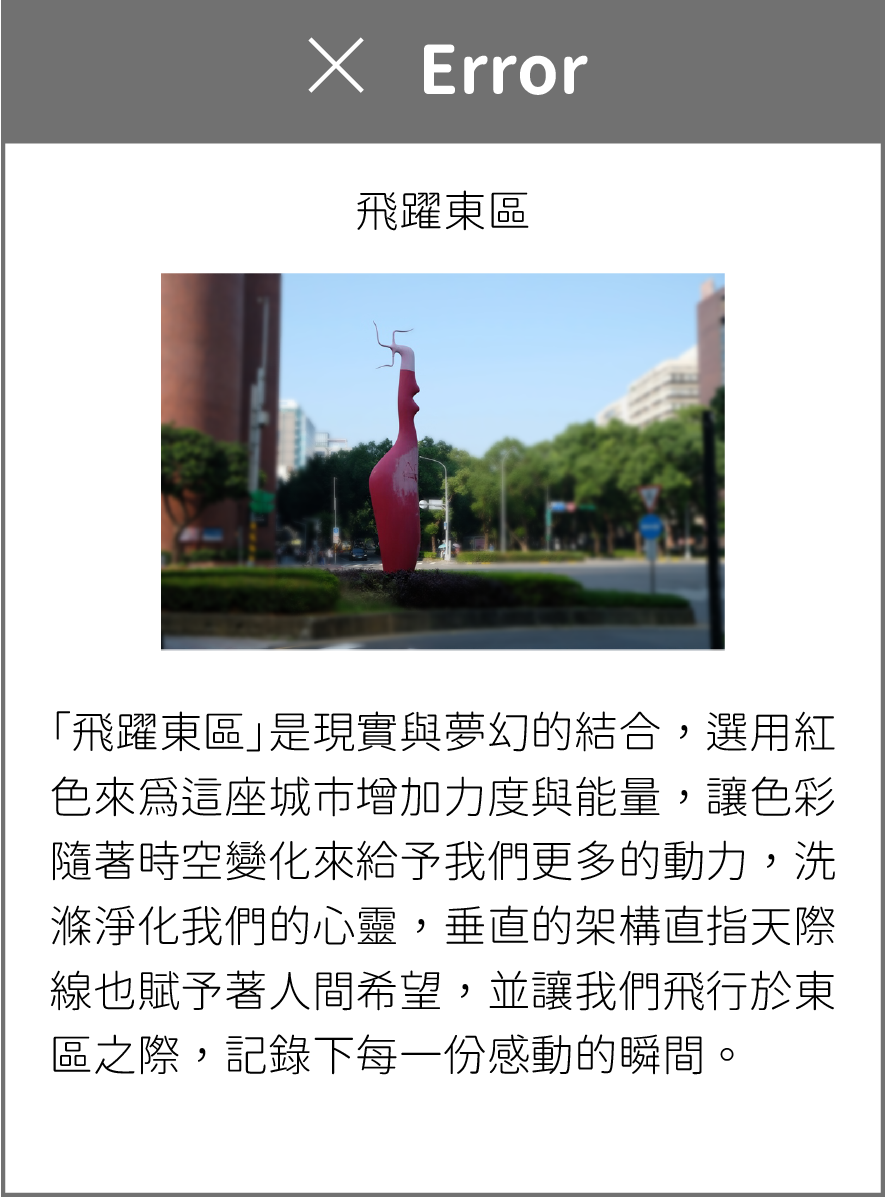 × Error
飛躍東區
「飛躍東區」是現實與夢幻的結合，選用紅
色來為這座城市增加力度與能量，讓色彩
隨著時空變化來給予我們更多的動力，洗
滌淨化我們的心靈，垂直的架構直指天際
線也賦予著人間希望，並讓我們飛行於東
區之際，記錄下每一份感動的瞬間。